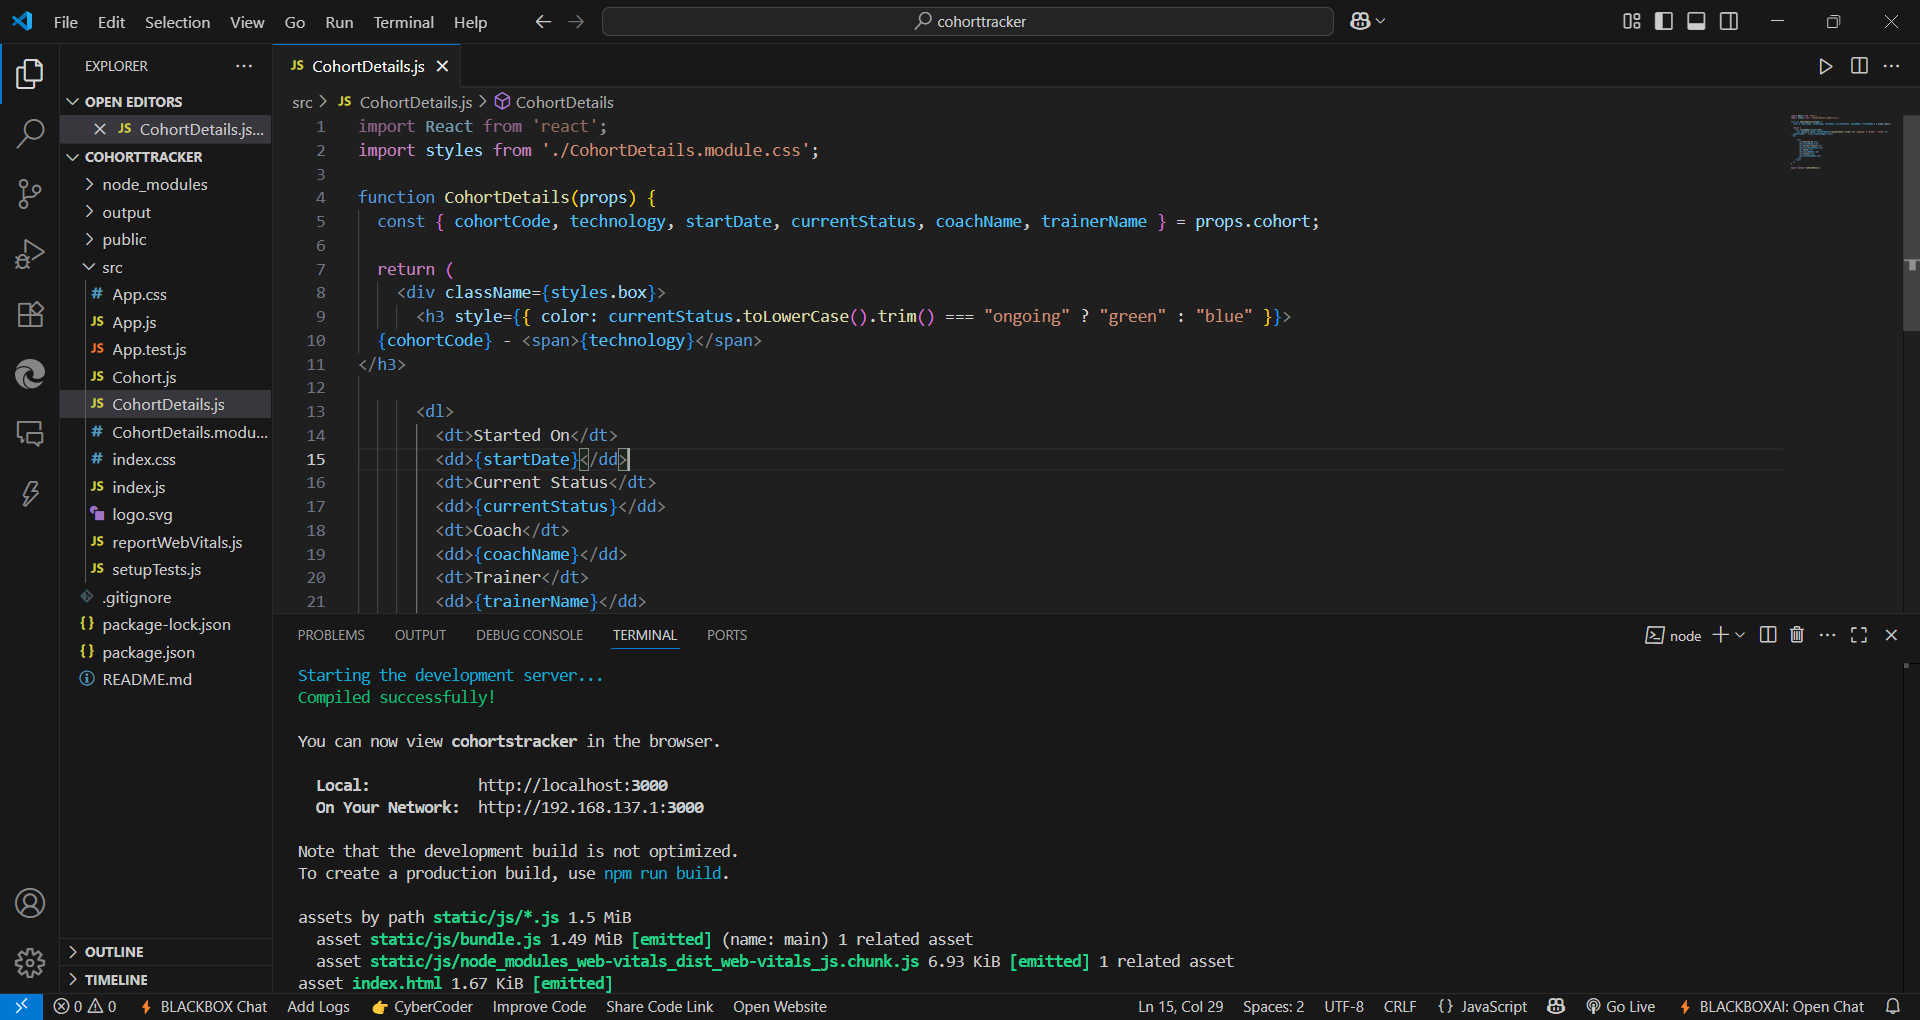 File Edit Selection View Go Run Terminal Help
cohorttracker
EXPLORER
OPEN EDITORS
JS CohortDetails.js...
COHORTTRACKER
node_modules
output
public
src
# App.css
JS App.js
JS App.test.js
JS Cohort.js
JS CohortDetails.js
# CohortDetails.modu...
# index.css
JS index.js
logo.svg
JS reportWebVitals.js
JS setupTests.js
.gitignore
{} package-lock.json
{} package.json
README.md
OUTLINE
TIMELINE
JS CohortDetails.js
src > JS CohortDetails.js > CohortDetails
1 import React from 'react';
2 import styles from './CohortDetails.module.css';
3
4 function CohortDetails(props) {
5 const { cohortCode, technology, startDate, currentStatus, coachName, trainerName } = props.cohort;
6
7 return (
8 <div className={styles.box}>
9 <h3 style={{ color: currentStatus.toLowerCase().trim() === "ongoing" ? "green" : "blue" }}>
10 {cohortCode} - <span>{technology}</span>
11 </h3>
12
13 <dl>
14 <dt>Started On</dt>
15 <dd>{startDate}</dd>
16 <dt>Current Status</dt>
17 <dd>{currentStatus}</dd>
18 <dt>Coach</dt>
19 <dd>{coachName}</dd>
20 <dt>Trainer</dt>
21 <dd>{trainerName}</dd>
PROBLEMS OUTPUT DEBUG CONSOLE TERMINAL PORTS
node
Starting the development server...
Compiled successfully!
You can now view cohortstracker in the browser.
Local: http://localhost:3000
On Your Network: http://192.168.137.1:3000
Note that the development build is not optimized.
To create a production build, use npm run build.
assets by path static/js/*.js 1.5 MiB
asset static/js/bundle.js 1.49 MiB [emitted] (name: main) 1 related asset
asset static/js/node_modules_web-vitals_dist_web-vitals_js.chunk.js 6.93 KiB [emitted] 1 related asset
asset index.html 1.67 KiB [emitted]
0 0 BLACKBOX Chat Add Logs CyberCoder Improve Code Share Code Link Open Website Ln 15, Col 29 Spaces: 2 UTF-8 CRLF {} JavaScript Go Live BLACKBOXAI: Open Chat